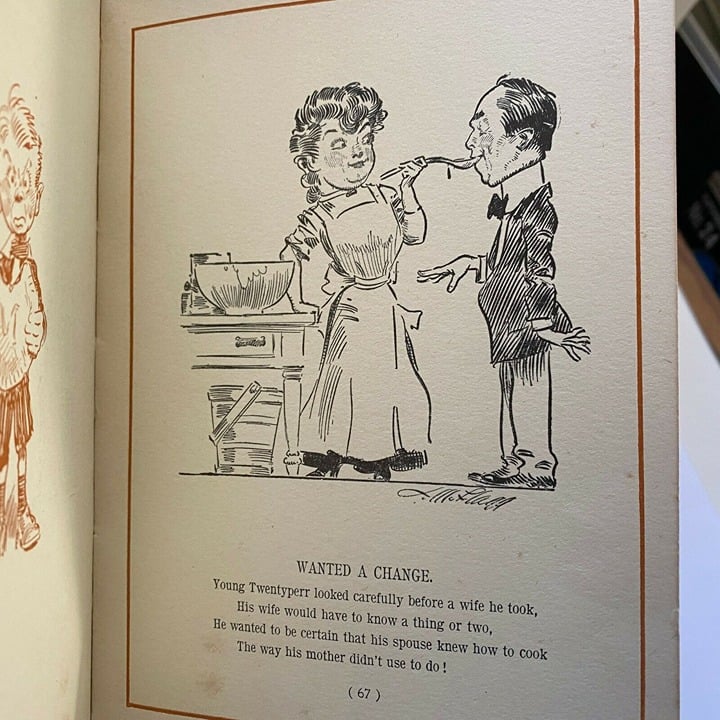 WANTED A CHANGE.
Young Twentyperr looked carefully before a wife he took,
His wife would have to know a thing or two,
He wanted to be certain that his spouse knew how to cook
The way his mother didn't use to do!
(67)